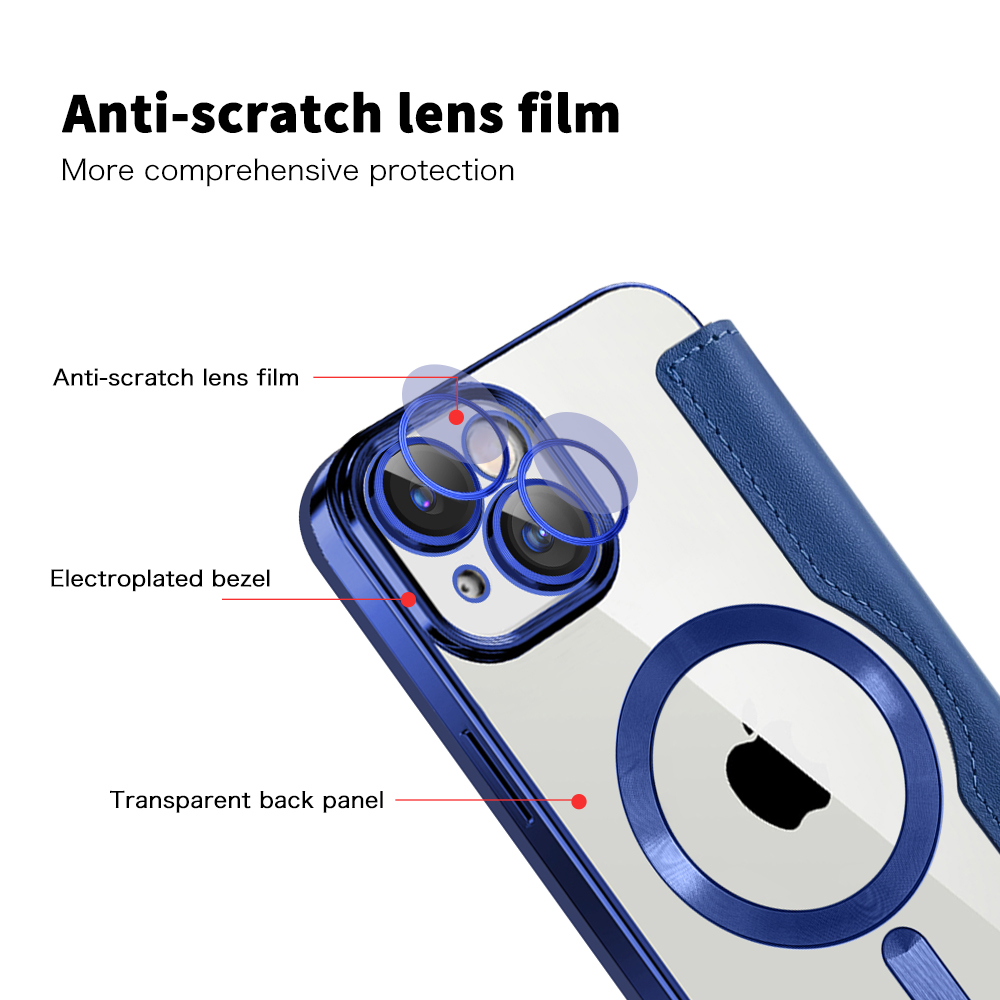 Anti-scratch lens film
More comprehensive protection
Anti-scratch lens film
Electroplated bezel
Transparent back panel